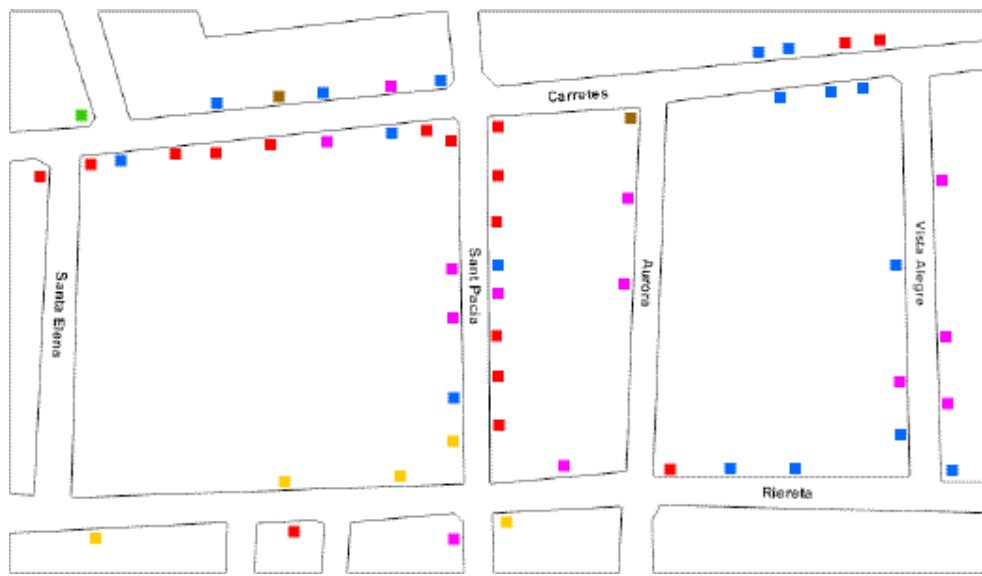 Carretes
Santa Elena
Sant Pacia
Aurora
Vista Alegre
Riereta